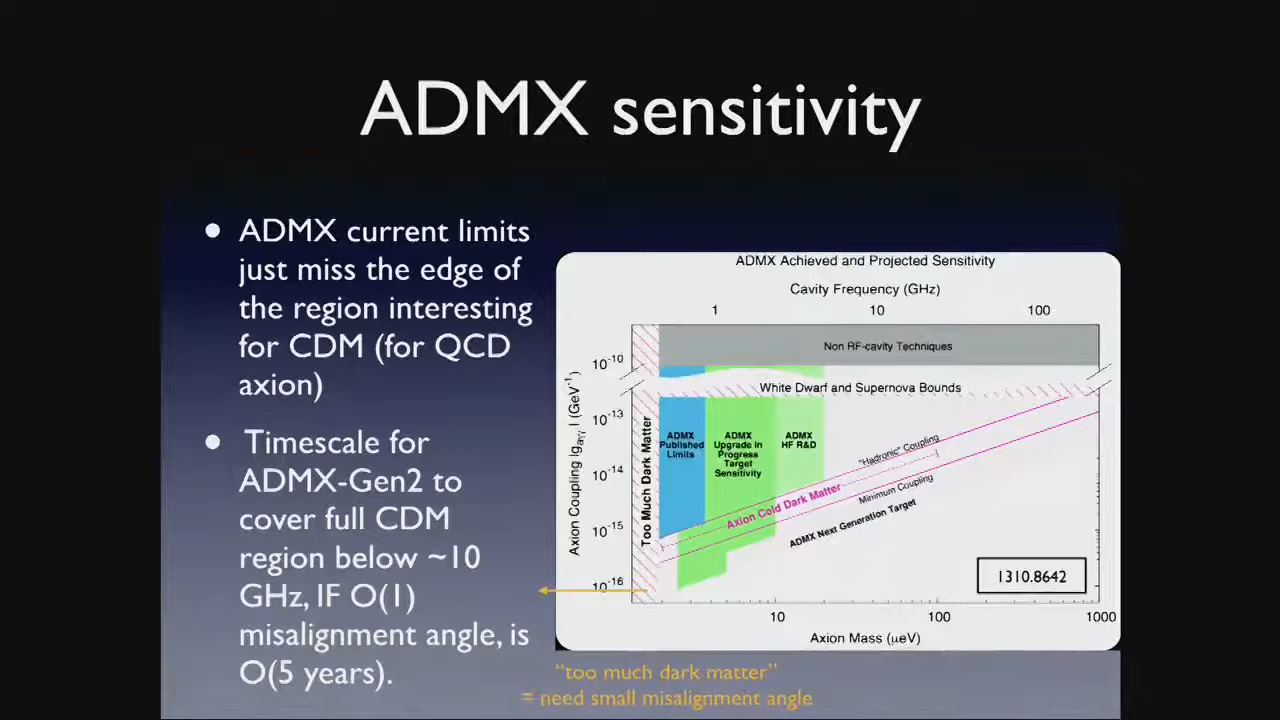 ADMX sensitivity
• ADMX current limits
just miss the edge of
the region interesting
for CDM (for QCD
axion)
• Timescale for
ADMX-Gen2 to
cover full CDM
region below ~10
GHz, IF O(1)
misalignment angle, is
O(5 years).
ADMX Achieved and Projected Sensitivity
Cavity Frequency (GHz)
1 10 100
Non RF-cavity Techniques
White Dwarf and Supernova Bounds
10^-10
10^-13
10^-14
10^-15
10^-16
Axion Coupling |g_aγγ| (GeV^-1)
Too Much Dark Matter
ADMX
Published
Limits
ADMX
Upgrade in
Progress
Target
Sensitivity
ADMX
HF R&D
"Hadronic" Coupling
Axion Cold Dark Matter
Minimum Coupling
ADMX Next Generation Target
1310.8642
10 100 1000
Axion Mass (μeV)
“too much dark matter”
= need small misalignment angle